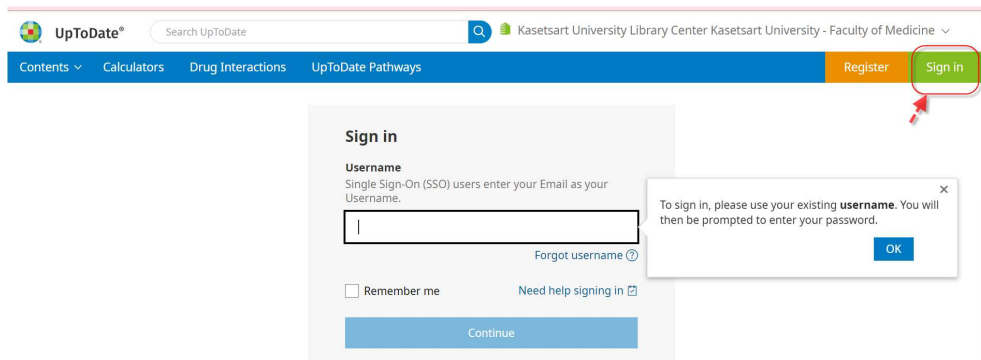 UpToDate®
Search UpToDate
Kasetsart University Library Center Kasetsart University - Faculty of Medicine
Contents
Calculators
Drug Interactions
UpToDate Pathways
Register
Sign in
Sign in
Username
Single Sign-On (SSO) users enter your Email as your
Username.
To sign in, please use your existing username. You will
then be prompted to enter your password.
OK
Forgot username
Remember me
Need help signing in
Continue